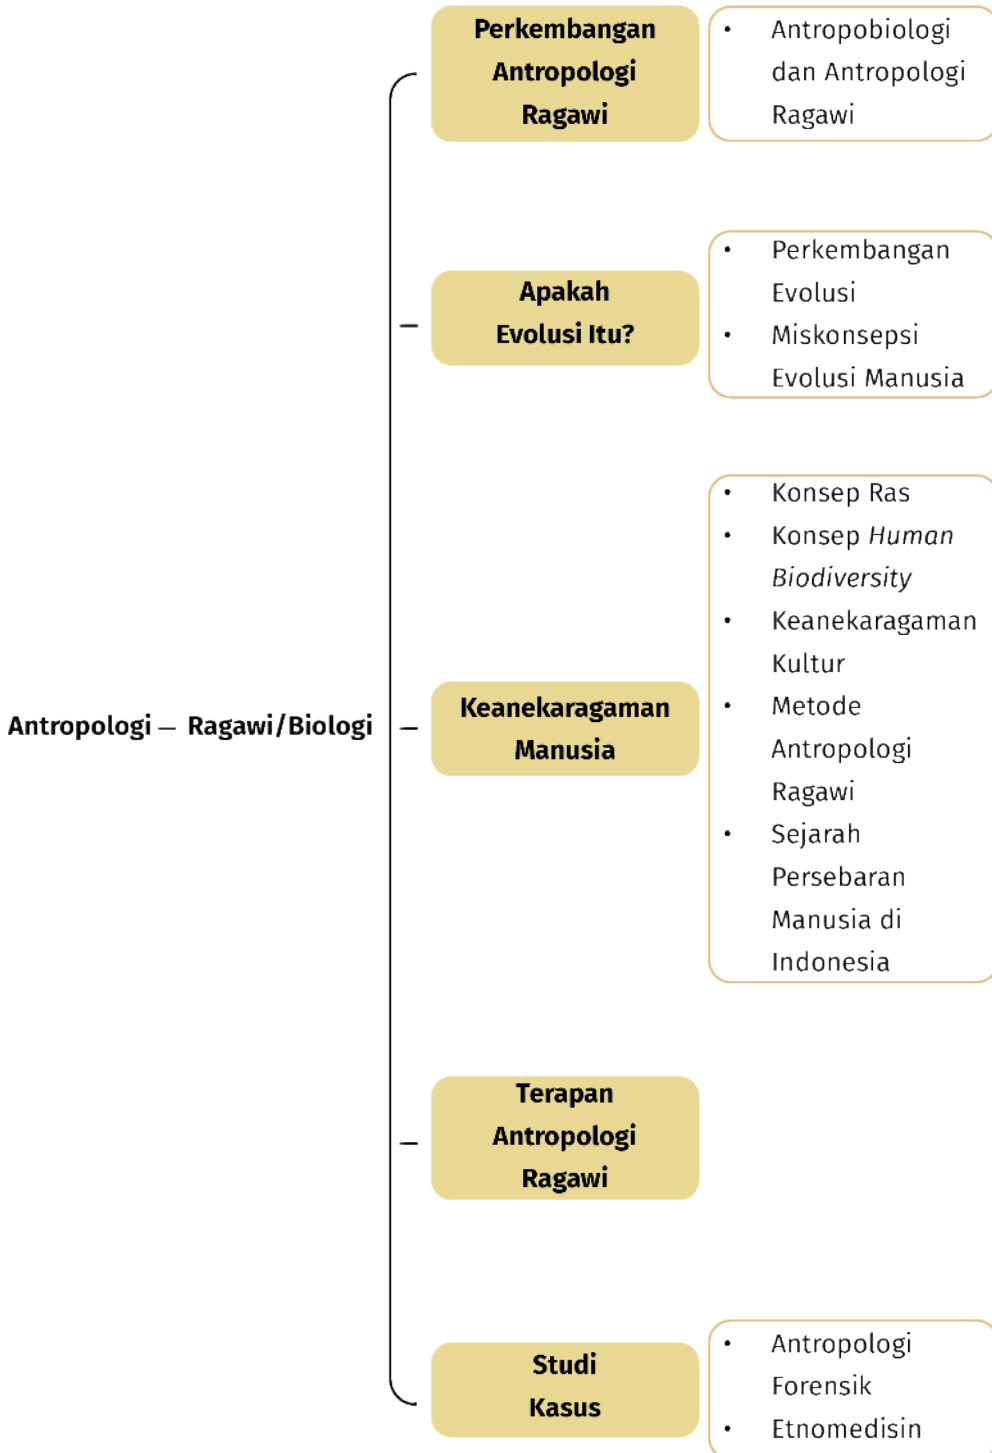 Antropologi – Ragawi/Biologi
Perkembangan
Antropologi
Ragawi
• Antropobiologi
dan Antropologi
Ragawi
Apakah
Evolusi Itu?
• Perkembangan
Evolusi
• Miskonsepsi
Evolusi Manusia
Keanekaragaman
Manusia
• Konsep Ras
• Konsep Human
Biodiversity
• Keanekaragaman
Kultur
• Metode
Antropologi
Ragawi
• Sejarah
Persebaran
Manusia di
Indonesia
Terapan
Antropologi
Ragawi
Studi
Kasus
• Antropologi
Forensik
• Etnomedisin